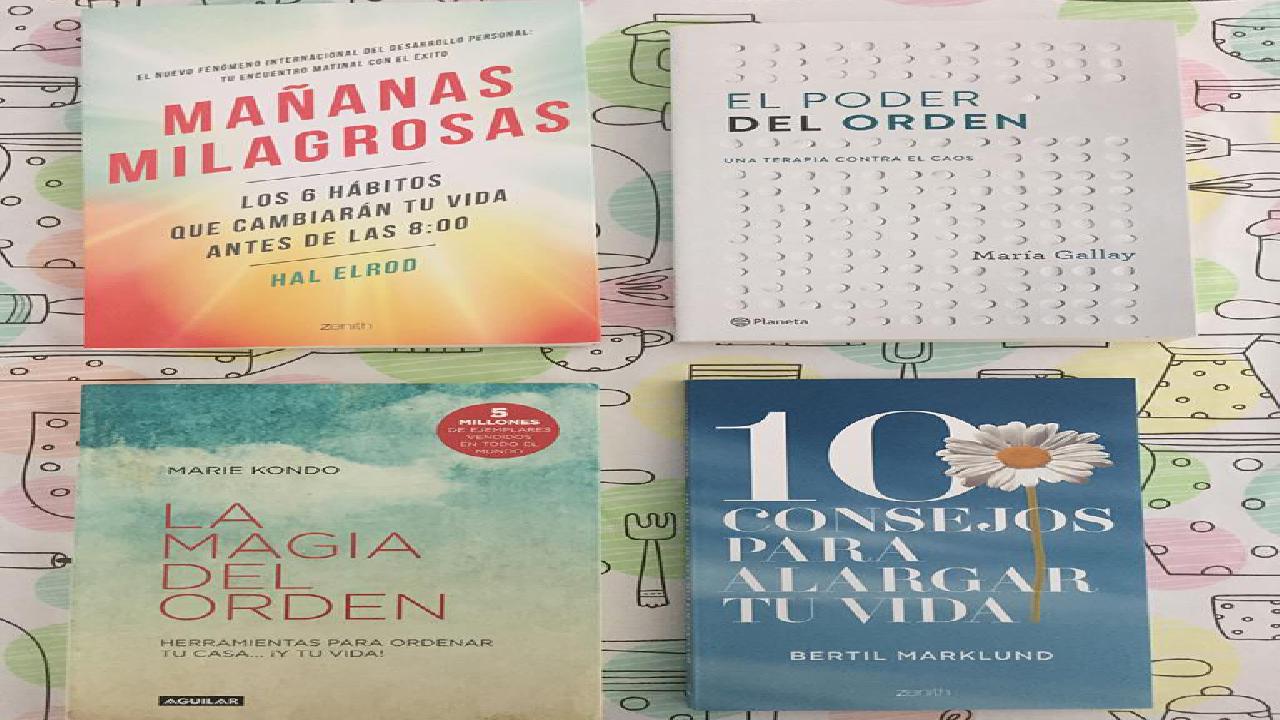 EL NUEVO FENÓMENO INTERNACIONAL DEL DESARROLLO PERSONAL:
TU ENCUENTRO MATINAL CON EL ÉXITO
MAÑANAS
MILAGROSAS
LOS 6 HÁBITOS
QUE CAMBIARÁN TU VIDA
ANTES DE LAS 8:00
HAL ELROD
zenith
EL PODER
DEL ORDEN
UNA TERAPIA CONTRA EL CAOS
María Gallay
Planeta
5
MILLONES
DE EJEMPLARES
VENDIDOS
EN TODO EL
MUNDO
MARIE KONDO
LA
MAGIA
DEL
ORDEN
HERRAMIENTAS PARA ORDENAR
TU CASA... ¡Y TU VIDA!
AGUILAR
10
CONSEJOS
PARA
ALARGAR
TU VIDA
BERTIL MARKLUND
zenith